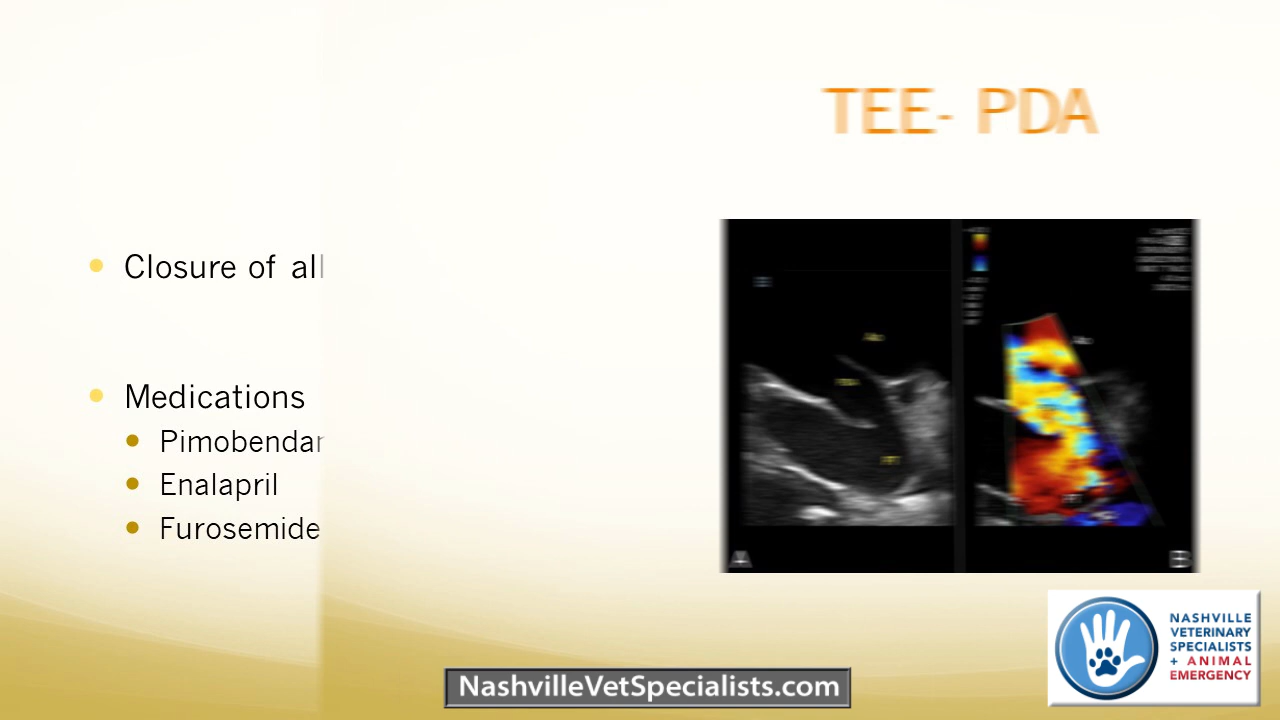 TEE- PDA
Closure of all
Medications
Pimobendan
Enalapril
Furosemide
NashvilleVetSpecialists.com
NASHVILLE
VETERINARY
SPECIALISTS
+ ANIMAL
EMERGENCY